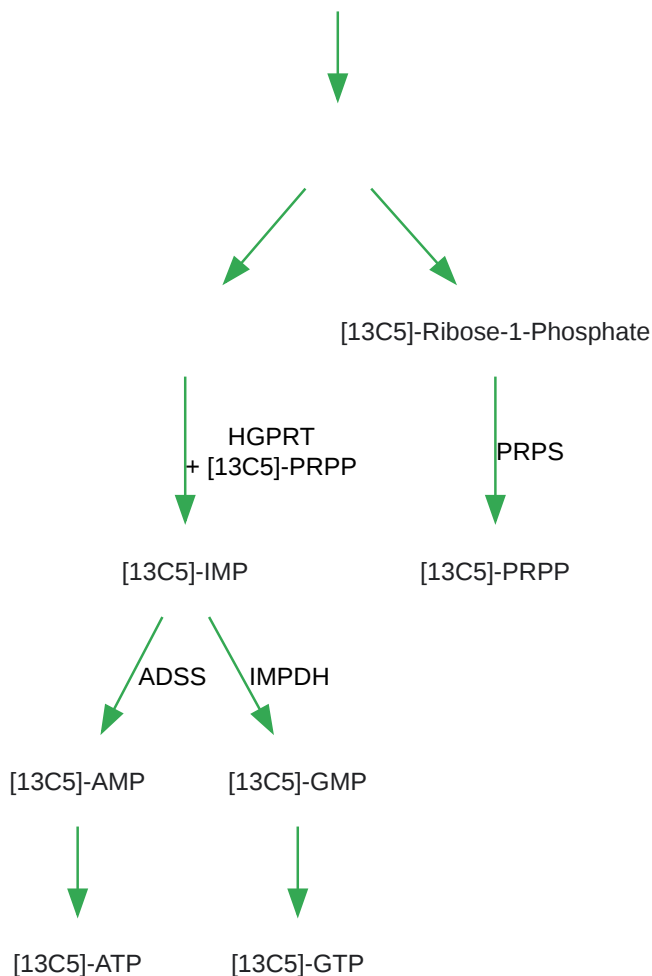 [13C5]-Ribose-1-Phosphate
HGPRT
+ [13C5]-PRPP
PRPS
[13C5]-IMP
[13C5]-PRPP
ADSS
IMPDH
[13C5]-AMP
[13C5]-GMP
[13C5]-ATP
[13C5]-GTP